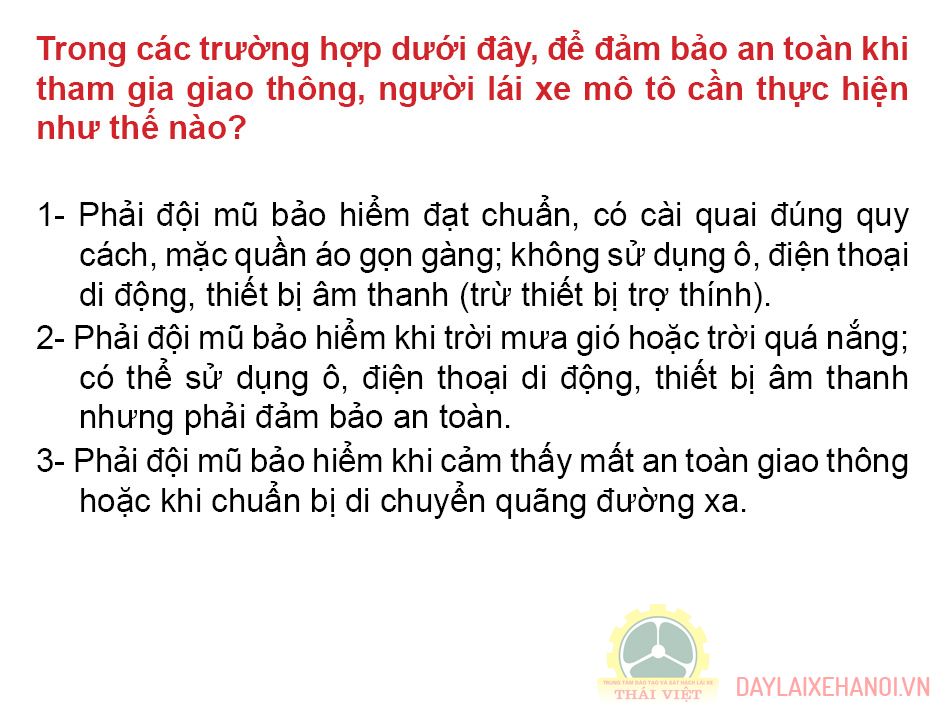 Trong các trường hợp dưới đây, để đảm bảo an toàn khi
tham gia giao thông, người lái xe mô tô cần thực hiện
như thế nào?
1- Phải đội mũ bảo hiểm đạt chuẩn, có cài quai đúng quy
cách, mặc quần áo gọn gàng; không sử dụng ô, điện thoại
di động, thiết bị âm thanh (trừ thiết bị trợ thính).
2- Phải đội mũ bảo hiểm khi trời mưa gió hoặc trời quá nắng;
có thể sử dụng ô, điện thoại di động, thiết bị âm thanh
nhưng phải đảm bảo an toàn.
3- Phải đội mũ bảo hiểm khi cảm thấy mất an toàn giao thông
hoặc khi chuẩn bị di chuyển quãng đường xa.
TRUNG TÂM ĐÀO TẠO VÀ SÁT HẠCH LÁI XE
THÁI VIỆT
DAYLAIXEHANOI.VN